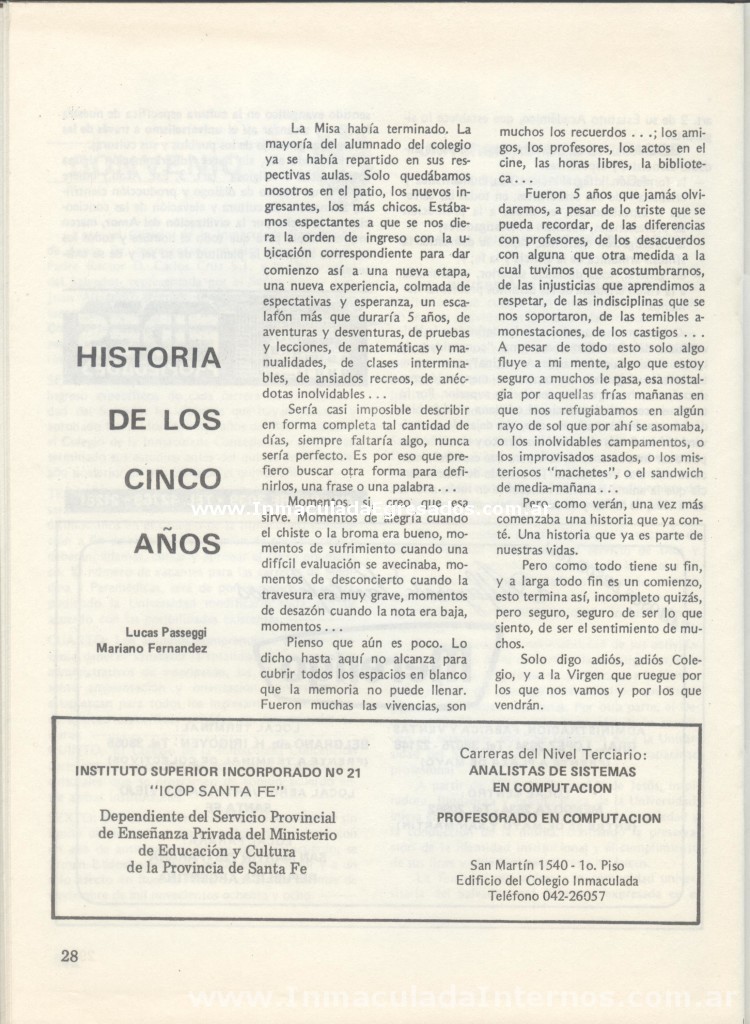 HISTORIA
DE LOS
CINCO
AÑOS
Lucas Passeggi
Mariano Fernandez
La Misa había terminado. La
mayoría del alumnado del colegio
ya se había repartido en sus res-
pectivas aulas. Solo quedábamos
nosotros en el patio, los nuevos in-
gresantes, los más chicos. Estába-
mos espectantes a que se nos die-
ra la orden de ingreso con la u-
bicación correspondiente para dar
comienzo así a una nueva etapa,
una nueva experiencia, colmada de
espectativas y esperanza, un esca-
lafón más que duraría 5 años, de
aventuras y desventuras, de pruebas
y lecciones, de matemáticas y ma-
nualidades, de clases intermina-
bles, de ansiados recreos, de anéc-
dotas inolvidables . . .
Sería casi imposible describir
en forma completa tal cantidad de
días, siempre faltaría algo, nunca
sería perfecto. Es por eso que pre-
fiero buscar otra forma para defi-
nirlos, una frase o una palabra . . .
Momentos, si, creo que esa
sirve. Momentos de alegría cuando
el chiste o la broma era bueno, mo-
mentos de sufrimiento cuando una
difícil evaluación se avecinaba, mo-
mentos de desconcierto cuando la
travesura era muy grave, momentos
de desazón cuando la nota era baja,
momentos . . .
Pienso que aún es poco. Lo
dicho hasta aquí no alcanza para
cubrir todos los espacios en blanco
que la memoria no puede llenar.
Fueron muchas las vivencias, son
muchos los recuerdos . . .; los ami-
gos, los profesores, los actos en el
cine, las horas libres, la bibliote-
ca . . .
Fueron 5 años que jamás olvi-
daremos, a pesar de lo triste que se
pueda recordar, de las diferencias
con profesores, de los desacuerdos
con alguna que otra medida a la
cual tuvimos que acostumbrarnos,
de las injusticias que aprendimos a
respetar, de las indisciplinas que se
nos soportaron, de las temibles a-
monestaciones, de los castigos . . .
A pesar de todo esto solo algo
fluye a mi mente, algo que estoy
seguro a muchos le pasa, esa nostal-
gia por aquellas frías mañanas en
que nos refugiabamos en algún
rayo de sol que por ahí se asomaba,
o los inolvidables campamentos, o
los improvisados asados, o los mis-
teriosos "machetes", o el sandwich
de media-mañana . . .
Pero como verán, una vez más
comenzaba una historia que ya con-
té. Una historia que ya es parte de
nuestras vidas.
Pero como todo tiene su fin,
y a larga todo fin es un comienzo,
esto termina así, incompleto quizás,
pero seguro, seguro de ser lo que
siento, de ser el sentimiento de mu-
chos.
Solo digo adiós, adiós Cole-
gio, y a la Virgen que ruegue por
los que nos vamos y por los que
vendrán.
www.InmaculadaEgresados.com.ar
INSTITUTO SUPERIOR INCORPORADO Nº 21
"ICOP SANTA FE"
Dependiente del Servicio Provincial
de Enseñanza Privada del Ministerio
de Educación y Cultura
de la Provincia de Santa Fe
Carreras del Nivel Terciario:
ANALISTAS DE SISTEMAS
EN COMPUTACION
PROFESORADO EN COMPUTACION
San Martín 1540 - 1o. Piso
Edificio del Colegio Inmaculada
Teléfono 042-26057
28
www.InmaculadaInternos.com.ar